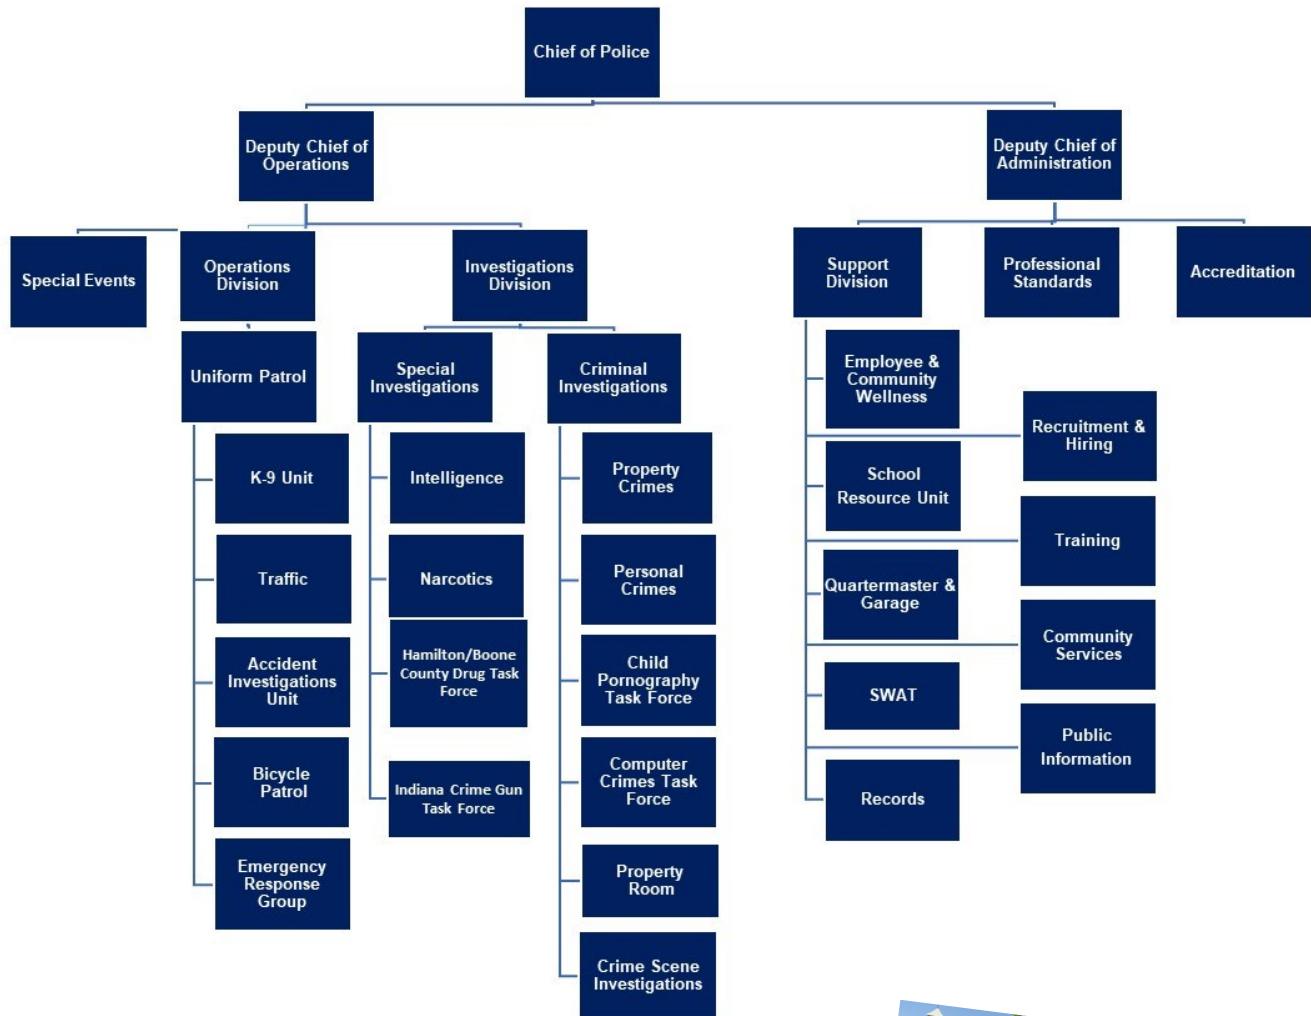 Chief of Police
Deputy Chief of
Operations
Deputy Chief of
Administration
Special Events
Operations
Division
Investigations
Division
Support
Division
Professional
Standards
Accreditation
Uniform Patrol
Special
Investigations
Criminal
Investigations
K-9 Unit
Traffic
Accident
Investigations
Unit
Bicycle
Patrol
Emergency
Response
Group
Intelligence
Narcotics
Hamilton/Boone
County Drug Task
Force
Indiana Crime Gun
Task Force
Property
Crimes
Personal
Crimes
Child
Pornography
Task Force
Computer
Crimes Task
Force
Property
Room
Crime Scene
Investigations
Employee &
Community
Wellness
Recruitment &
Hiring
School
Resource Unit
Training
Quartermaster &
Garage
Community
Services
SWAT
Public
Information
Records